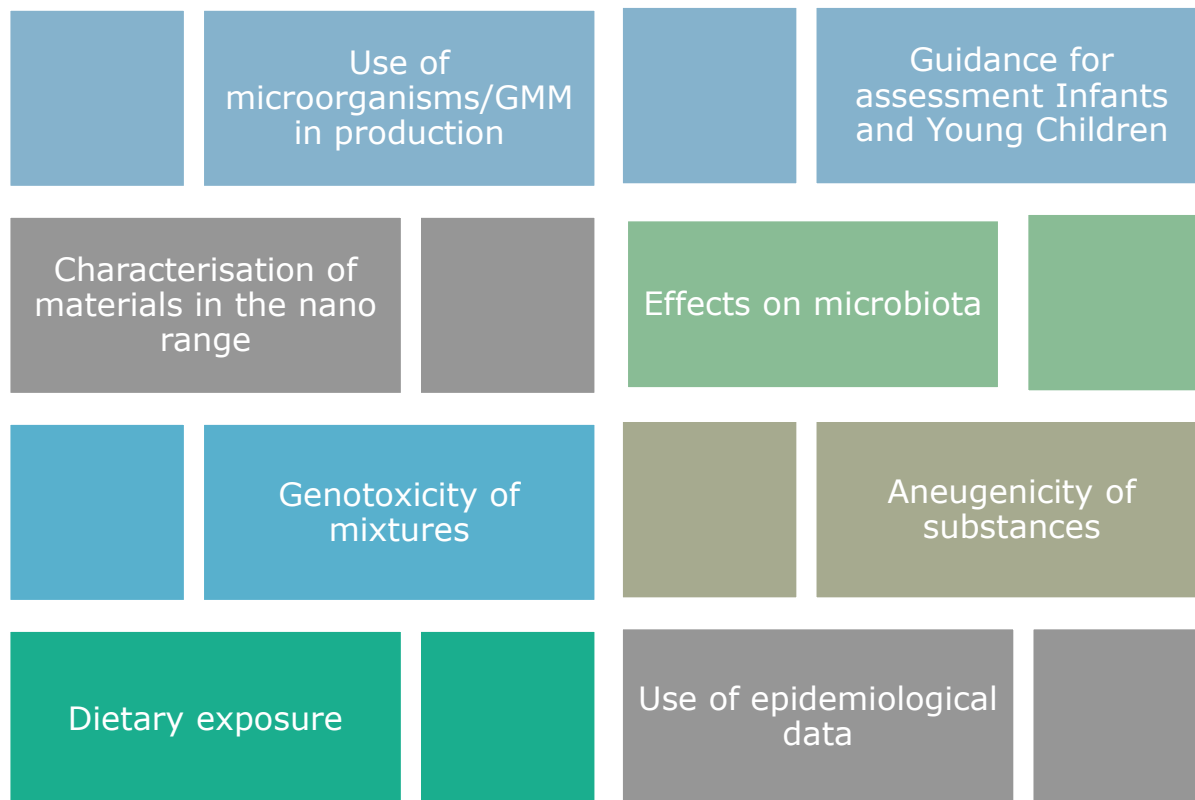 Use of
microorganisms/GMM
in production
Guidance for
assessment Infants
and Young Children
Characterisation of
materials in the nano
range
Effects on microbiota
Genotoxicity of
mixtures
Aneugenicity of
substances
Dietary exposure
Use of epidemiological
data